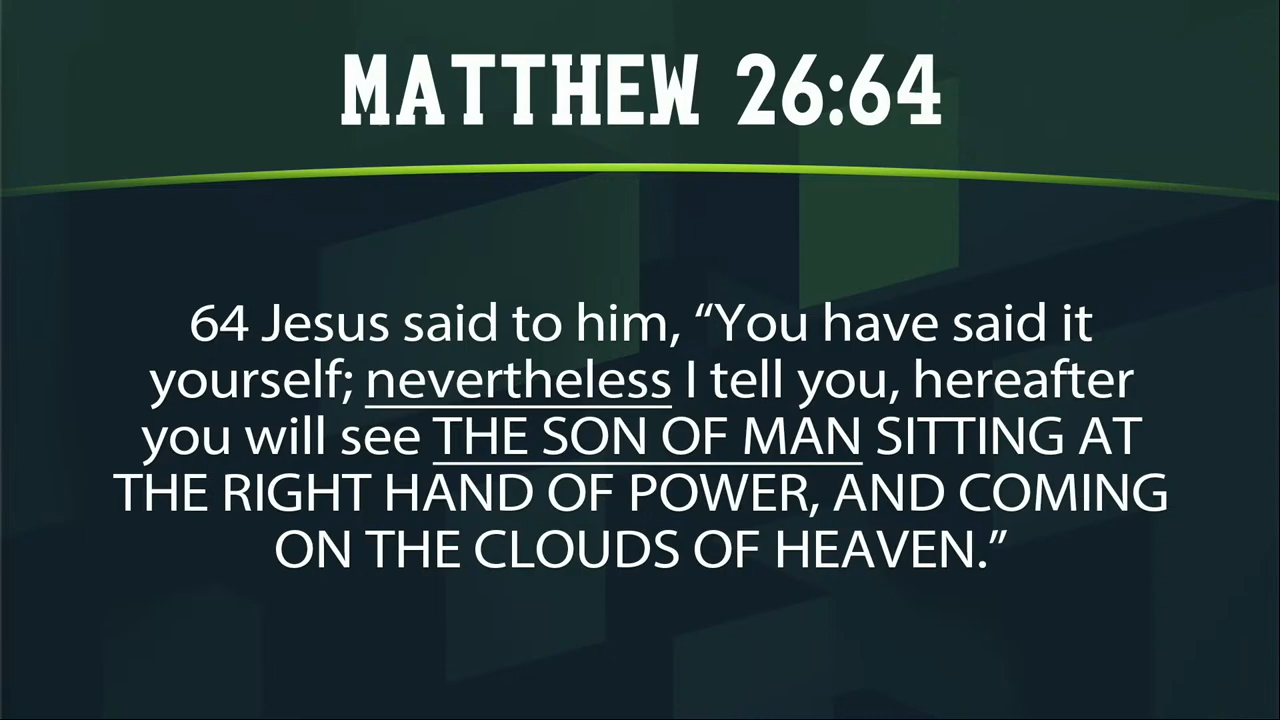 MATTHEW 26:64
64 Jesus said to him, “You have said it
yourself; nevertheless I tell you, hereafter
you will see THE SON OF MAN SITTING AT
THE RIGHT HAND OF POWER, AND COMING
ON THE CLOUDS OF HEAVEN.”